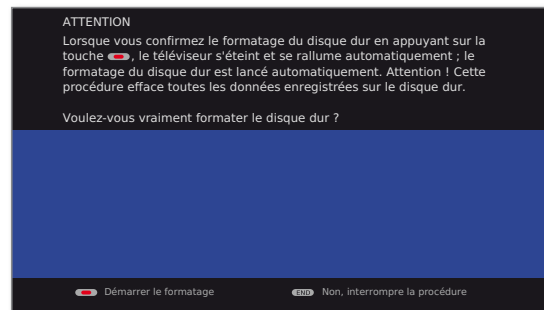 ATTENTION
Lorsque vous confirmez le formatage du disque dur en appuyant sur la
touche , le téléviseur s'éteint et se rallume automatiquement ; le
formatage du disque dur est lancé automatiquement. Attention ! Cette
procédure efface toutes les données enregistrées sur le disque dur.
Voulez-vous vraiment formater le disque dur ?
Démarrer le formatage
END Non, interrompre la procédure